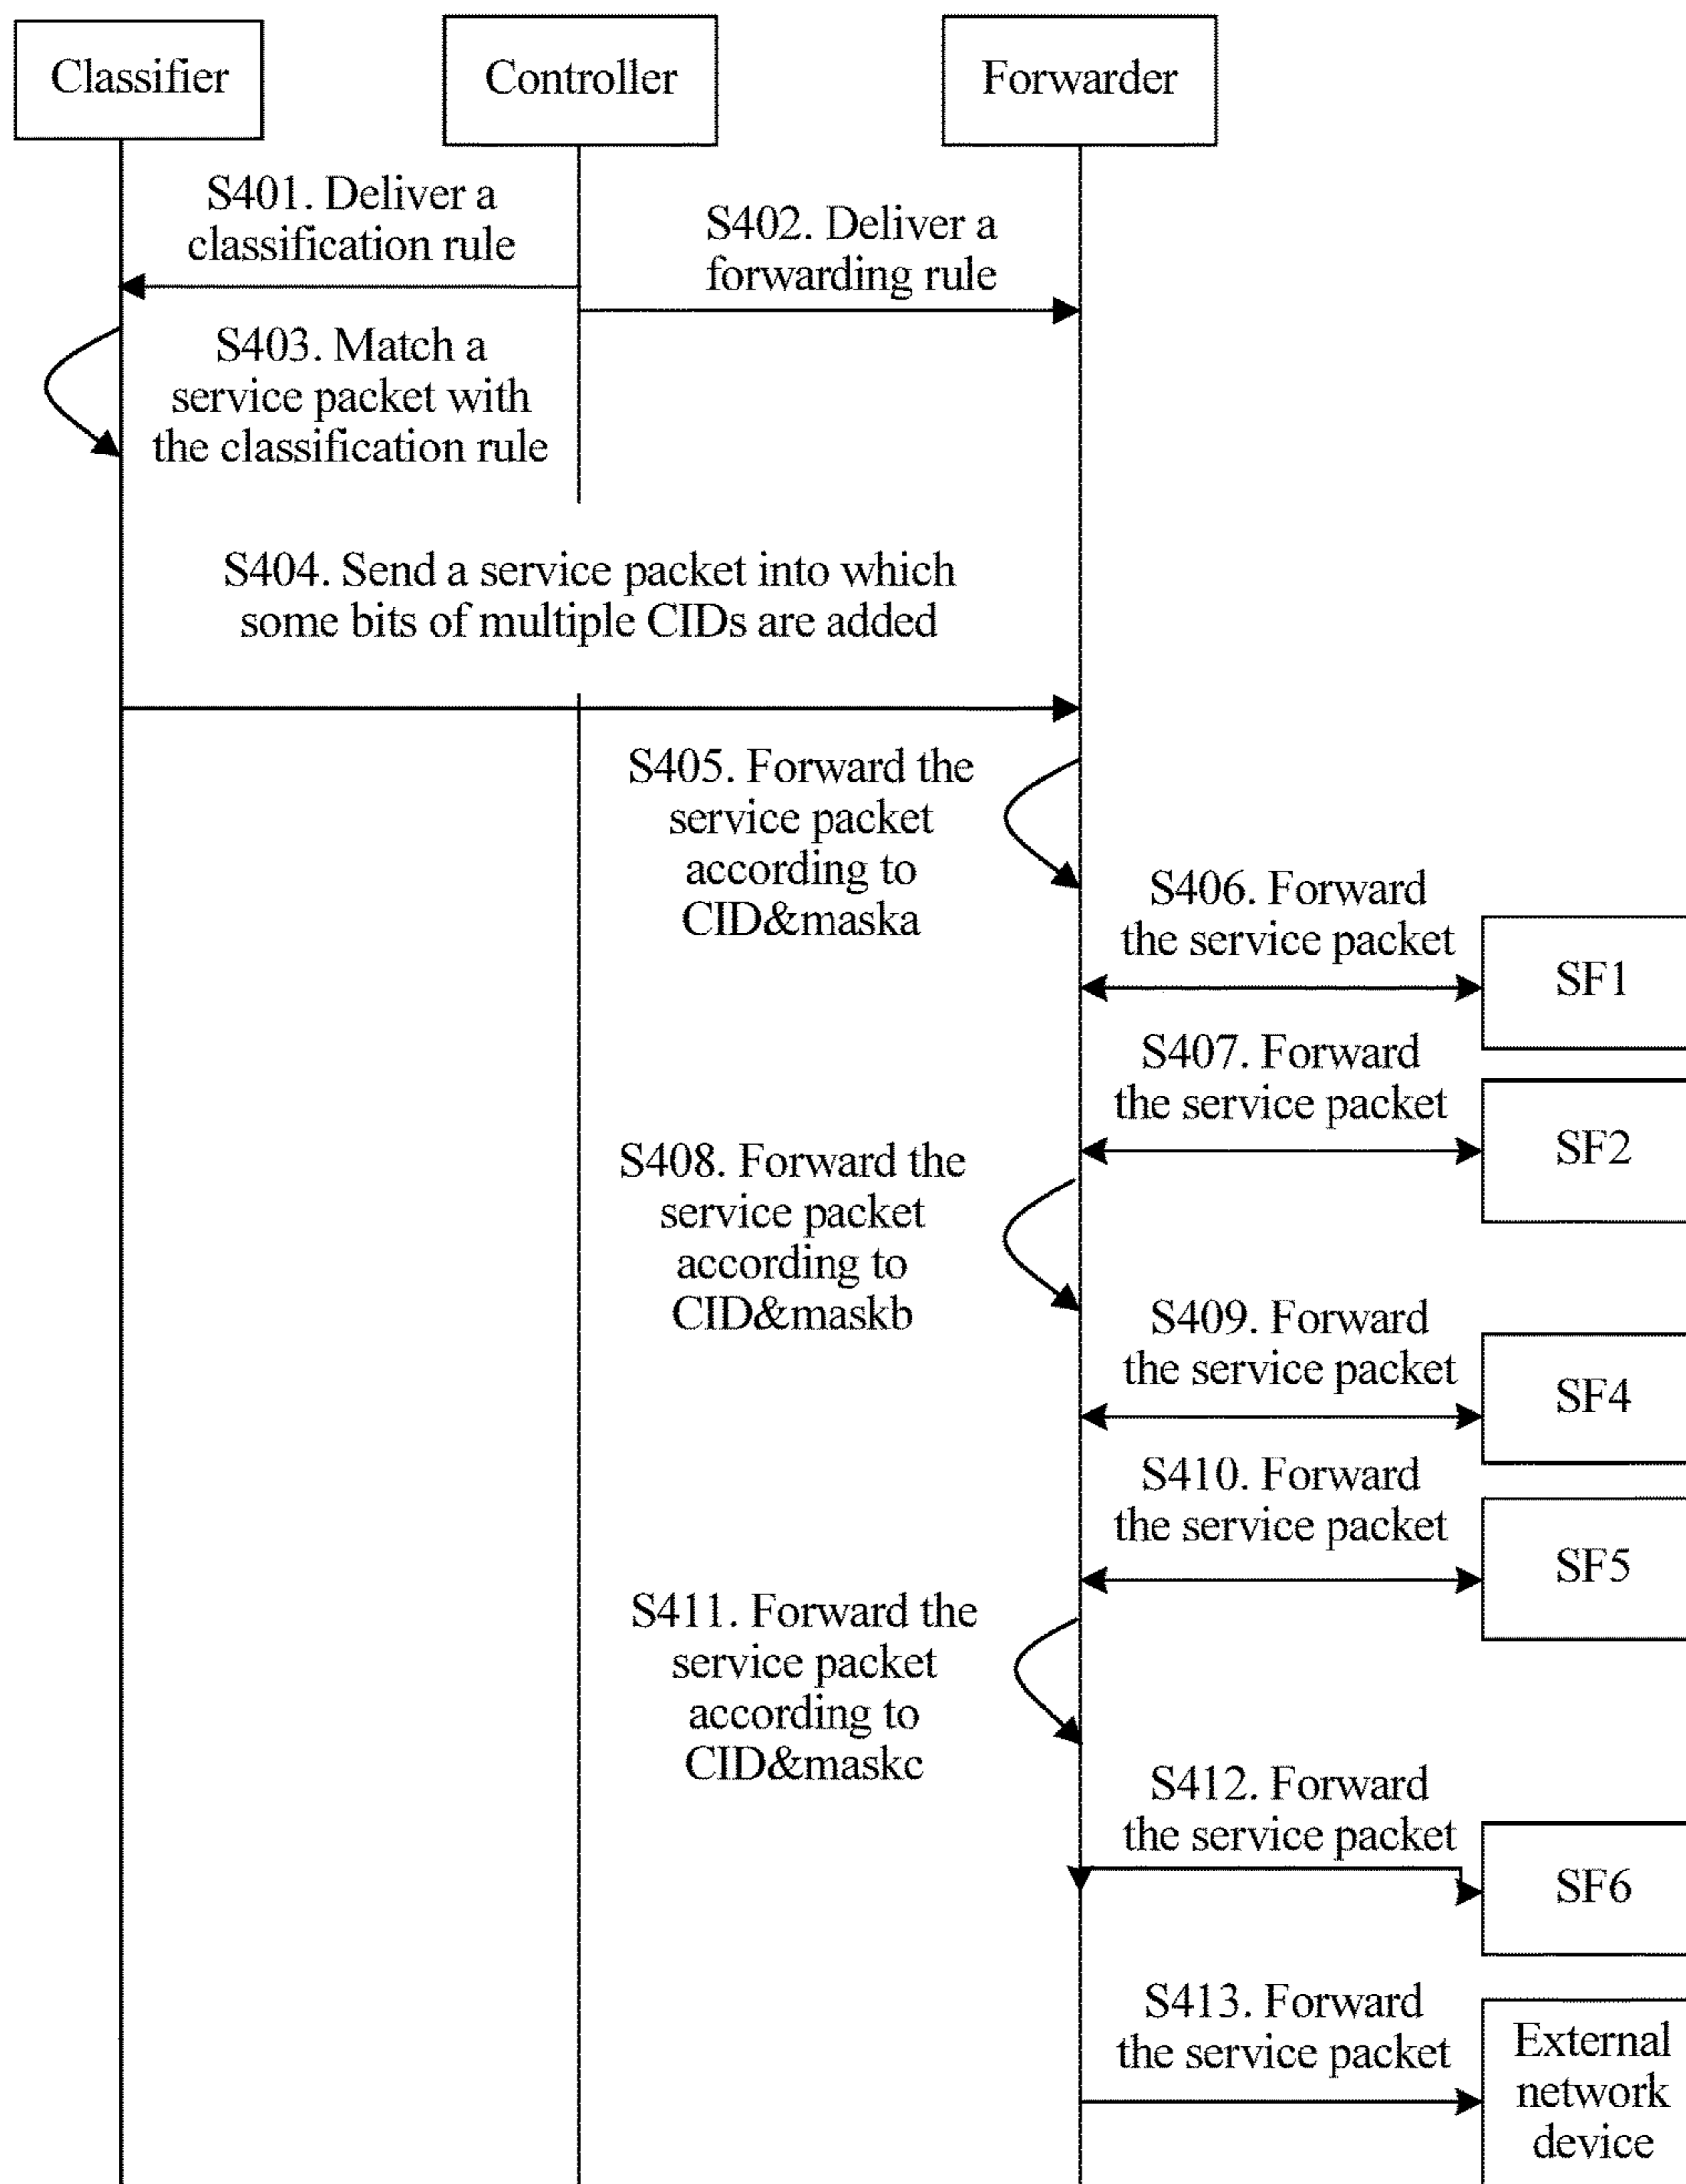 Classifier
Controller
Forwarder
S401. Deliver a
classification rule
S402. Deliver a
forwarding rule
S403. Match a
service packet with
the classification rule
S404. Send a service packet into which
some bits of multiple CIDs are added
S405. Forward the
service packet
according to
CID&maska
S406. Forward
the service packet
SF1
S407. Forward
the service packet
SF2
S408. Forward the
service packet
according to
CID&maskb
S409. Forward
the service packet
SF4
S410. Forward
the service packet
SF5
S411. Forward the
service packet
according to
CID&maskc
S412. Forward
the service packet
SF6
S413. Forward
the service packet
External
network
device